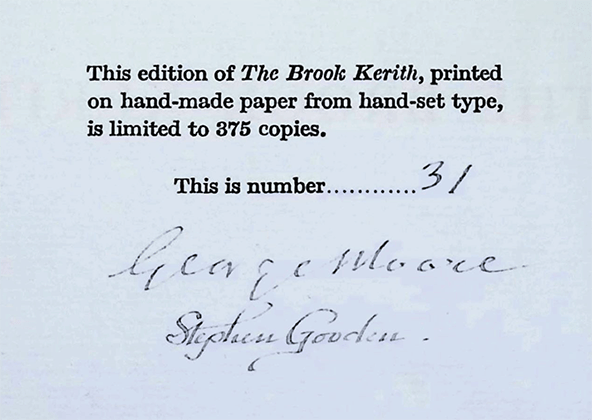 This edition of The Brook Kerith, printed
on hand-made paper from hand-set type,
is limited to 375 copies.
This is number............31
George Moore
Stephen Gooden.